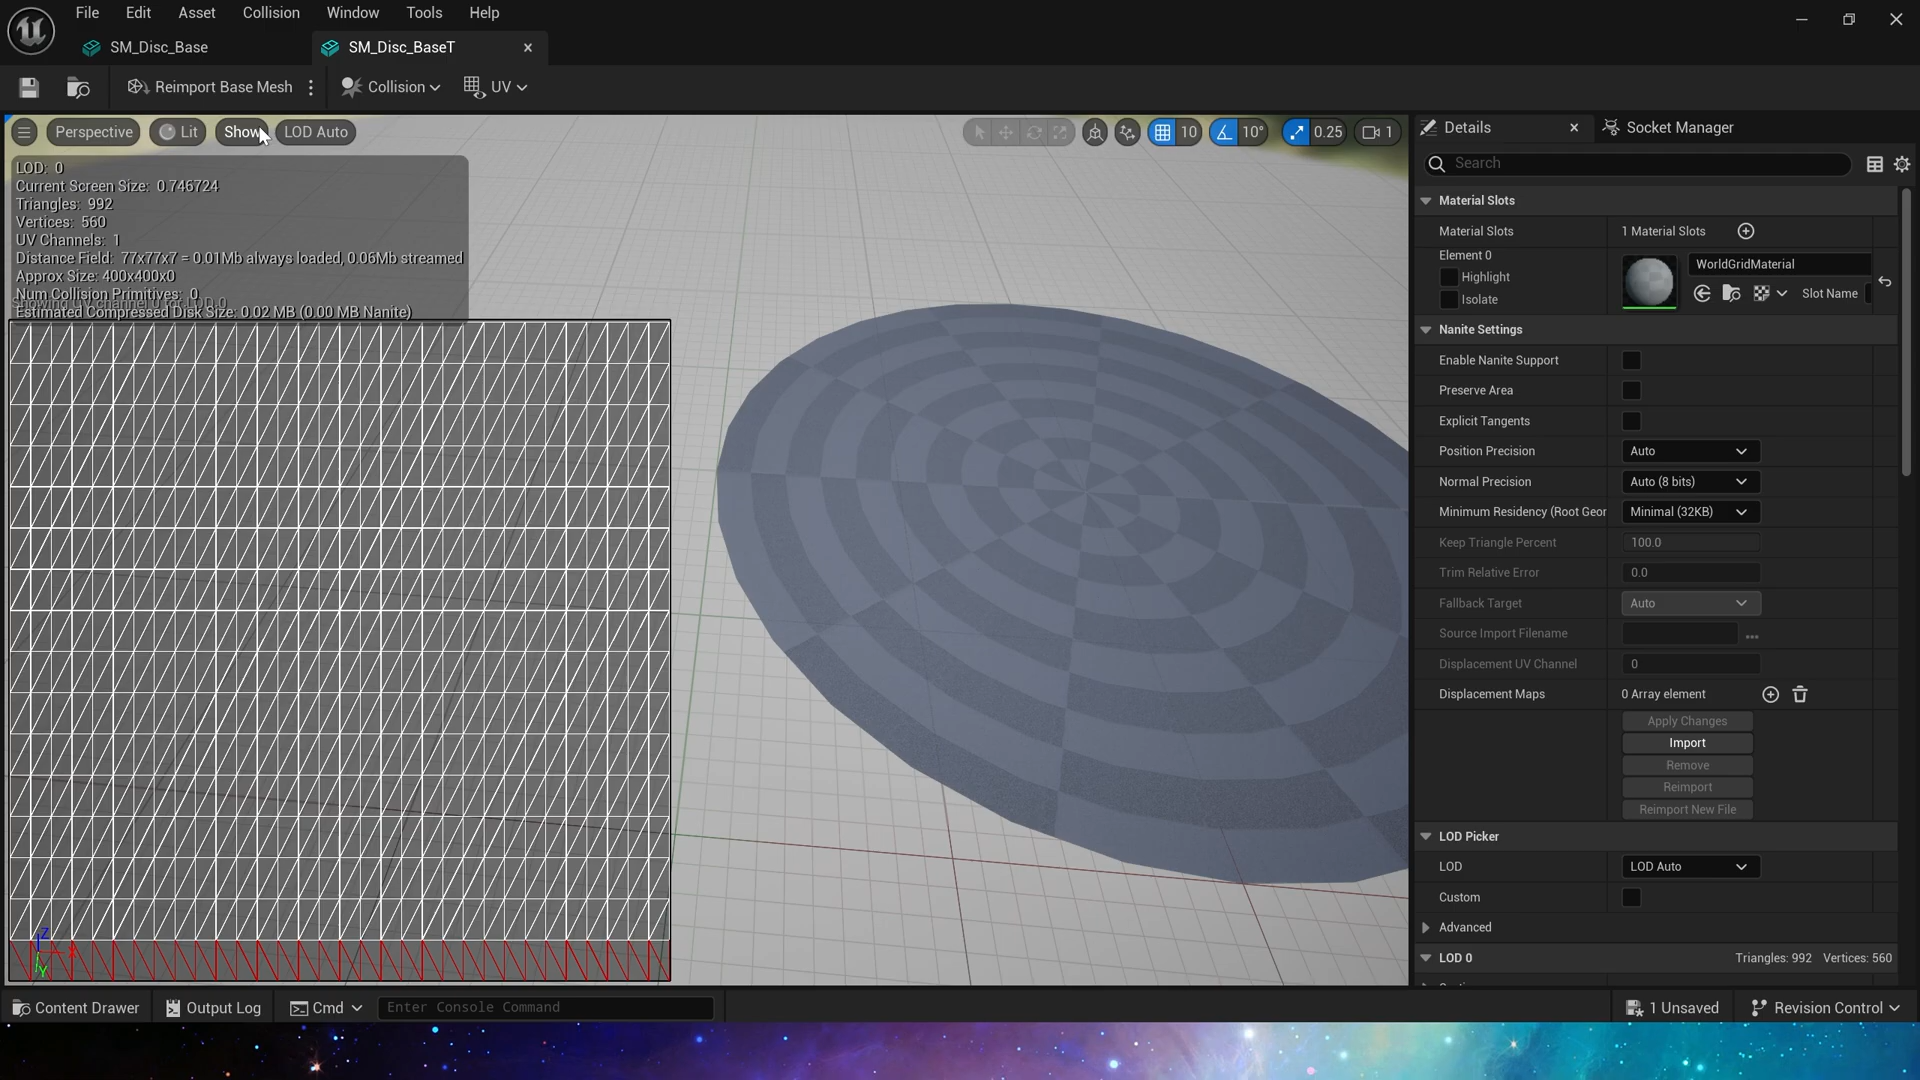 File Edit Asset Collision Window Tools Help
SM_Disc_Base
SM_Disc_BaseT
Reimport Base Mesh
Collision
UV
Perspective Lit Show LOD Auto
10 10° 0.25 1
LOD: 0
Current Screen Size: 0.746724
Triangles: 992
Vertices: 560
UV Channels: 1
Distance Field: 77x77x7 = 0.01Mb always loaded, 0.06Mb streamed
Approx Size: 400x400x0
Num Collision Primitives: 0
Showing UV channel 0 for LOD 0
Estimated Compressed Disk Size: 0.02 MB (0.00 MB Nanite)
Z
X
Y
Details
Socket Manager
Search
Material Slots
Material Slots 1 Material Slots
Element 0
Highlight
Isolate
WorldGridMaterial
Slot Name
Nanite Settings
Enable Nanite Support
Preserve Area
Explicit Tangents
Position Precision Auto
Normal Precision Auto (8 bits)
Minimum Residency (Root Geor Minimal (32KB)
Keep Triangle Percent 100.0
Trim Relative Error 0.0
Fallback Target Auto
Source Import Filename
Displacement UV Channel 0
Displacement Maps 0 Array element
Apply Changes
Import
Remove
Reimport
Reimport New File
LOD Picker
LOD LOD Auto
Custom
Advanced
LOD 0 Triangles: 992 Vertices: 560
Content Drawer Output Log Cmd Enter Console Command 1 Unsaved Revision Control